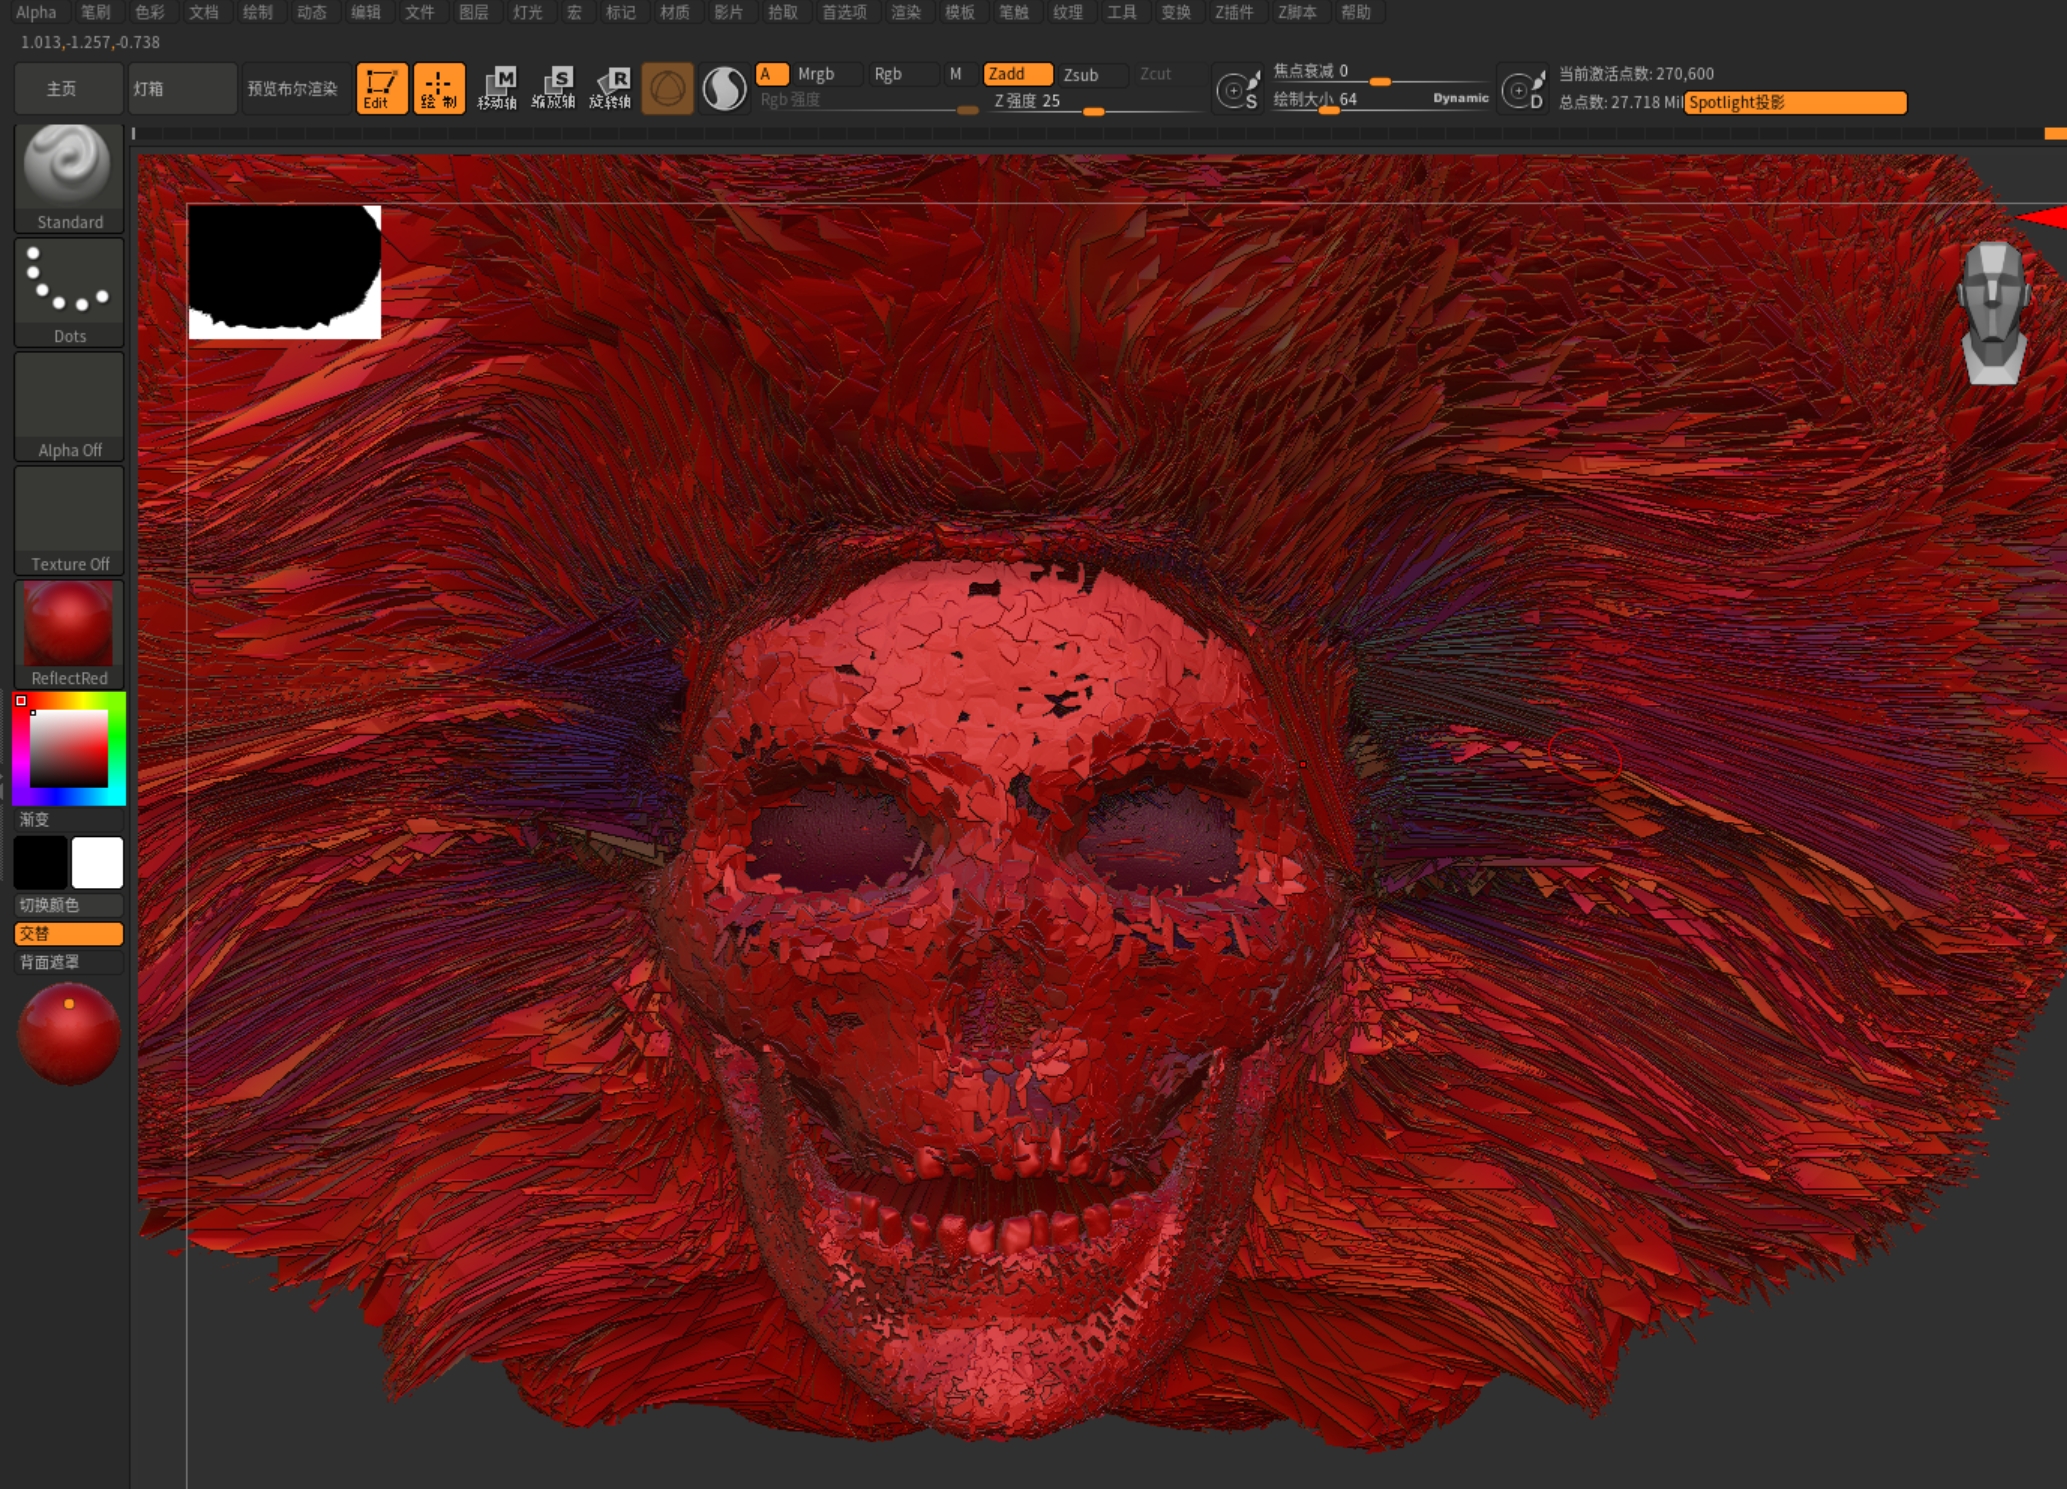 Alpha 笔刷 色彩 文档 绘制 动态 编辑 文件 图层 灯光 宏 标记 材质 影片 拾取 首选项 渲染 模板 笔触 纹理 工具 变换 Z插件 Z脚本 帮助
1.013,-1.257,-0.738
主页 灯箱 预览布尔渲染 Edit 绘制 M 移动轴 S 缩放轴 R 旋转轴 A Mrgb Rgb M Zadd Zsub Zcut S 焦点衰减 0 D 当前激活点数: 270,600
Rgb 强度 Z 强度 25 绘制大小 64 Dynamic 总点数: 27.718 Mil Spotlight投影
Standard
Dots
Alpha Off
Texture Off
ReflectRed
渐变
切换颜色
交替
背面遮罩